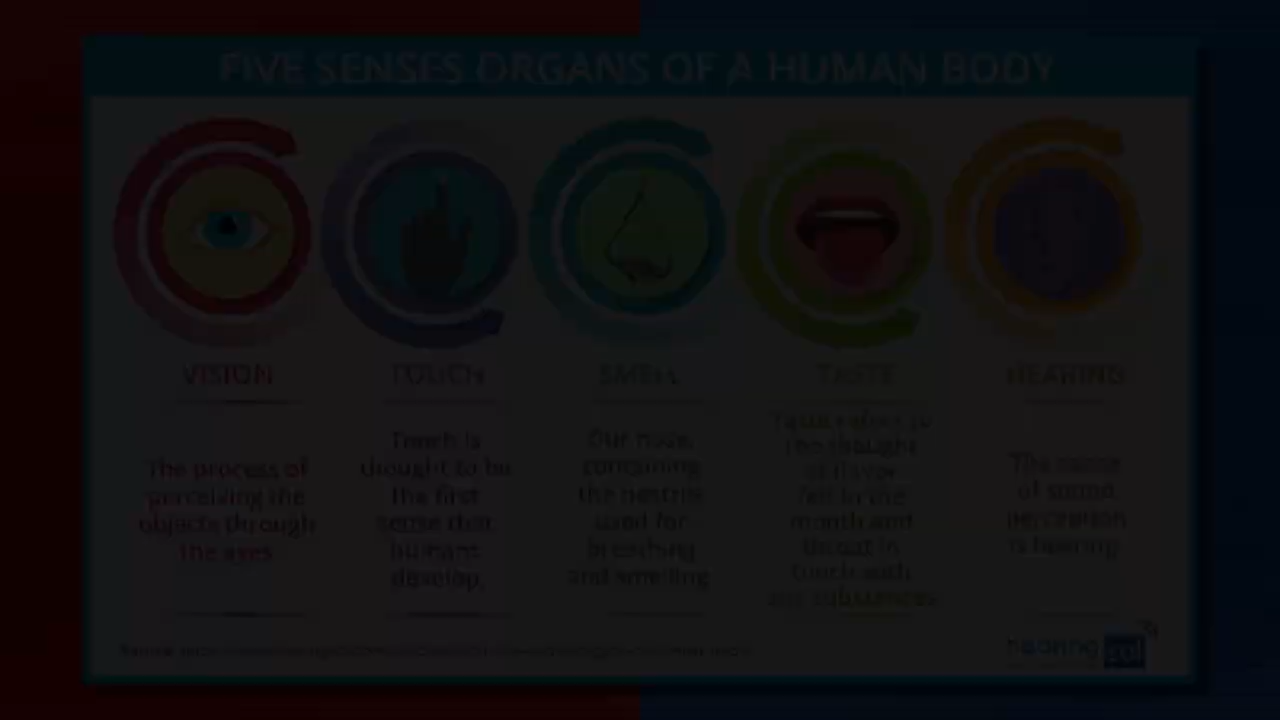 FIVE SENSES ORGANS OF A HUMAN BODY
VISION
The process of
perceiving the
objects through
the eyes
TOUCH
Touch is
thought to be
the first
sense that
humans
develop.
SMELL
Our nose,
containing
the nostrils
used for
breathing
and smelling
TASTE
Taste refers to
the thought
of flavor
felt in the
mouth and
throat in
touch with
substances
HEARING
The sense
of sound
perception
is hearing.
hearing